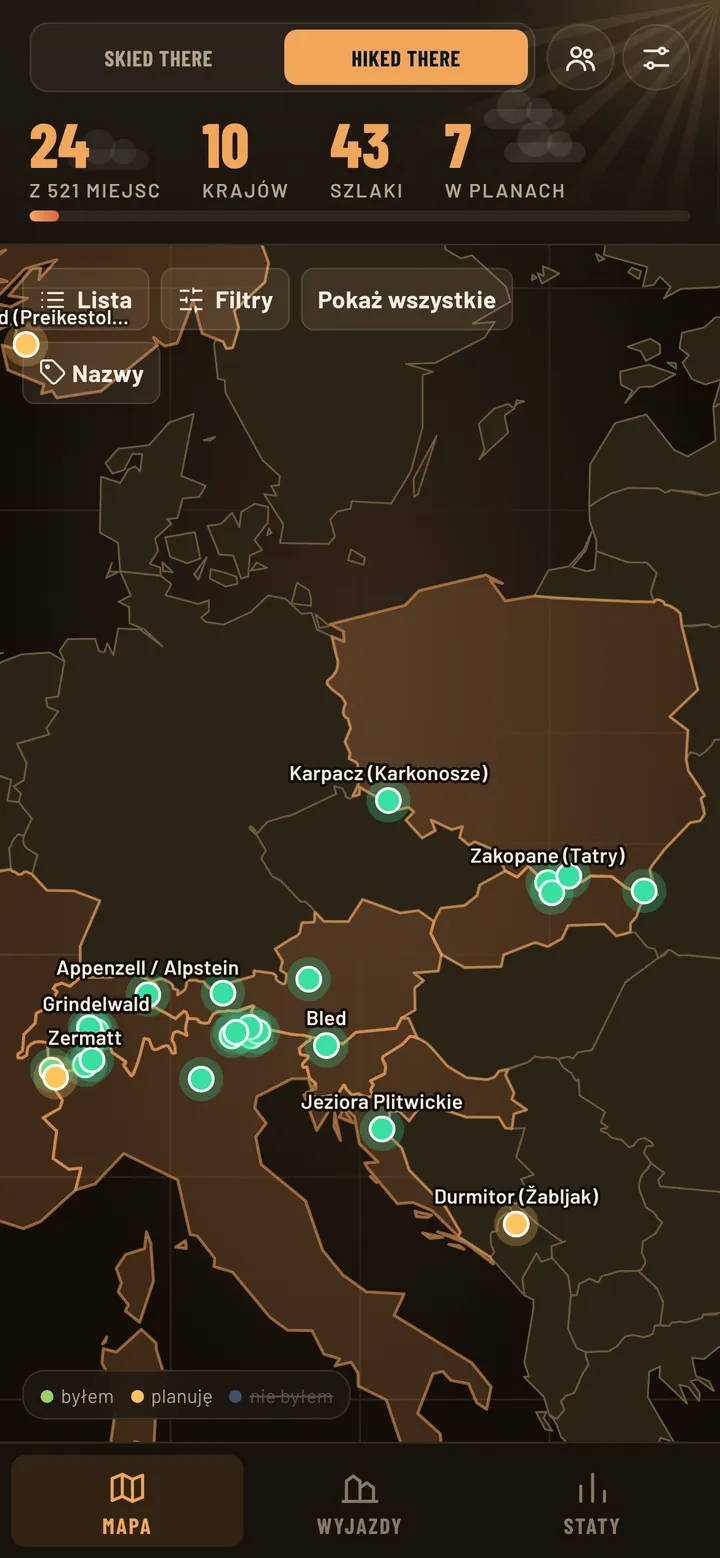 SKIED THERE
HIKED THERE
24
10
43
7
Z 521 MIEJSC
KRAJÓW
SZLAKI
W PLANACH
Lista
Filtry
Pokaż wszystkie
d (Preikestol...
Nazwy
Karpacz (Karkonosze)
Zakopane (Tatry)
Appenzell / Alpstein
Grindelwald
Bled
Zermatt
Jeziora Plitwickie
Durmitor (Žabljak)
byłem
planuję
nie byłem
MAPA
WYJAZDY
STATY